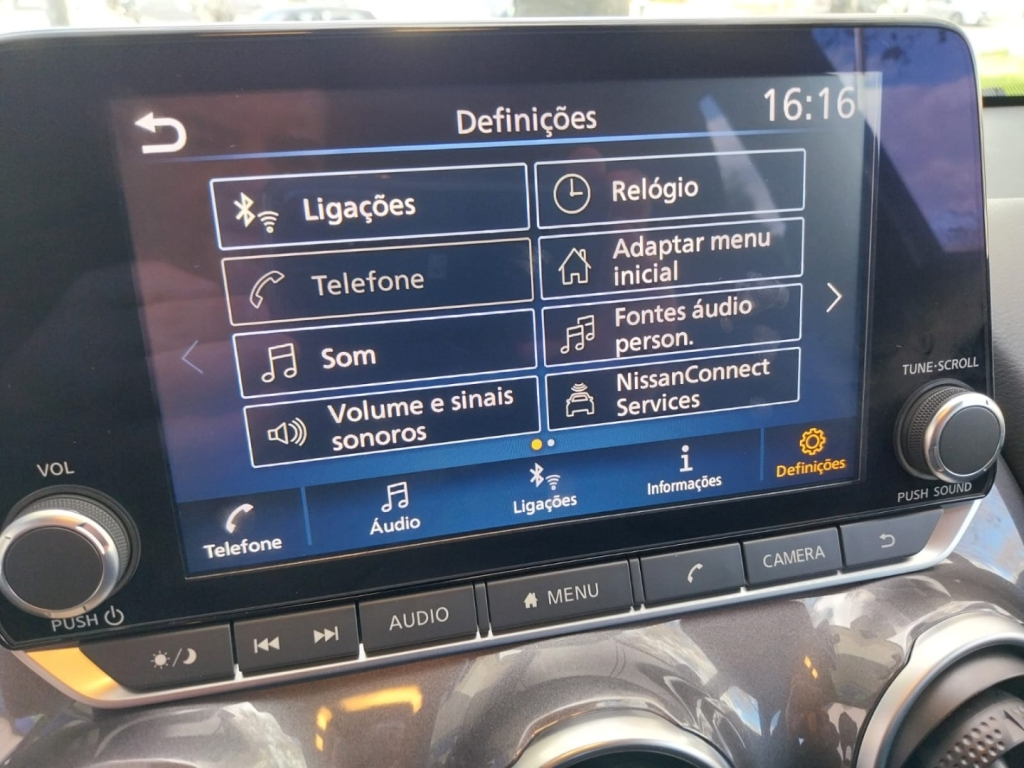 Definições
16:16
Ligações
Relógio
Telefone
Adaptar menu
inicial
Som
Fontes áudio
person.
Volume e sinais
sonoros
NissanConnect
Services
Telefone
Áudio
Ligações
Informações
Definições
VOL
PUSH
TUNE·SCROLL
PUSH SOUND
AUDIO
MENU
CAMERA